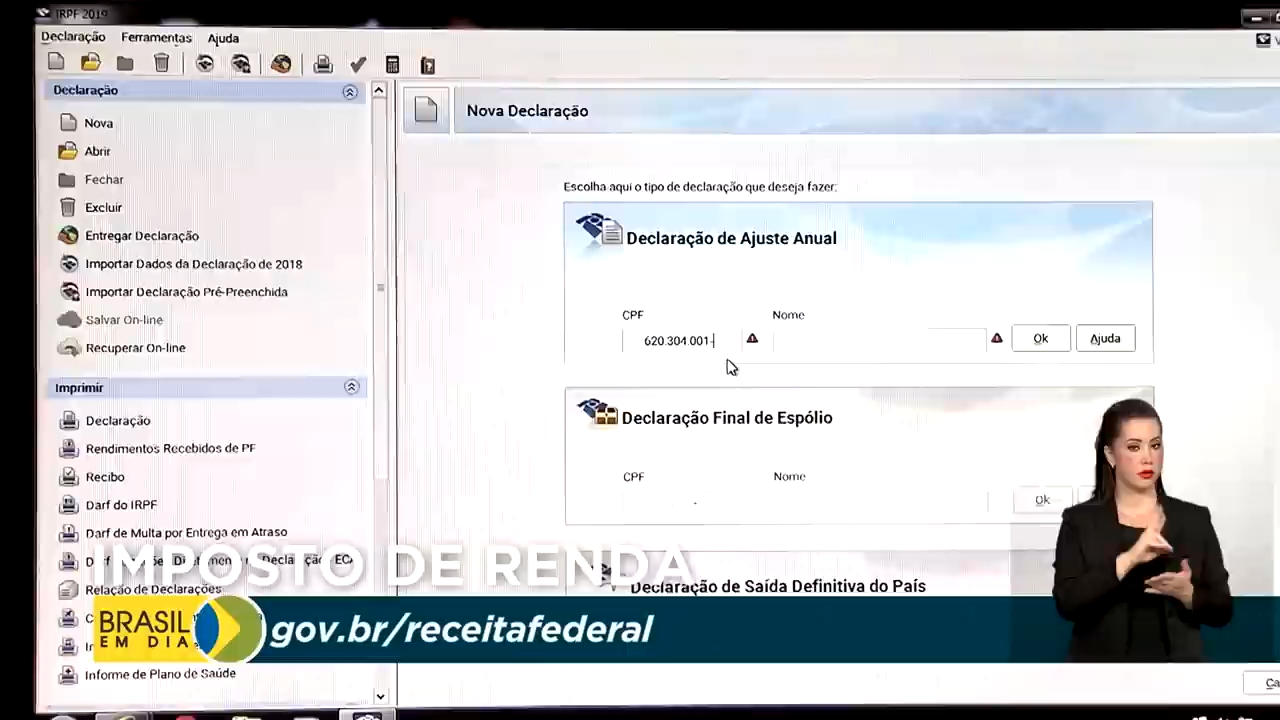 IRPF 2019
Declaração Ferramentas Ajuda
Declaração
Nova
Abrir
Fechar
Excluir
Entregar Declaração
Importar Dados da Declaração de 2018
Importar Declaração Pré-Preenchida
Salvar On-line
Recuperar On-line
Imprimir
Declaração
Rendimentos Recebidos de PF
Recibo
Darf do IRPF
Darf de Multa por Entrega em Atraso
Relação de Declarações
Informe de Plano de Saúde
Nova Declaração
Escolha aqui o tipo de declaração que deseja fazer:
Declaração de Ajuste Anual
CPF Nome
620.304.001-
Ok Ajuda
Declaração Final de Espólio
CPF Nome
Ok
Declaração de Saída Definitiva do País
IMPOSTO DE RENDA
BRASIL
EM DIA
gov.br/receitafederal